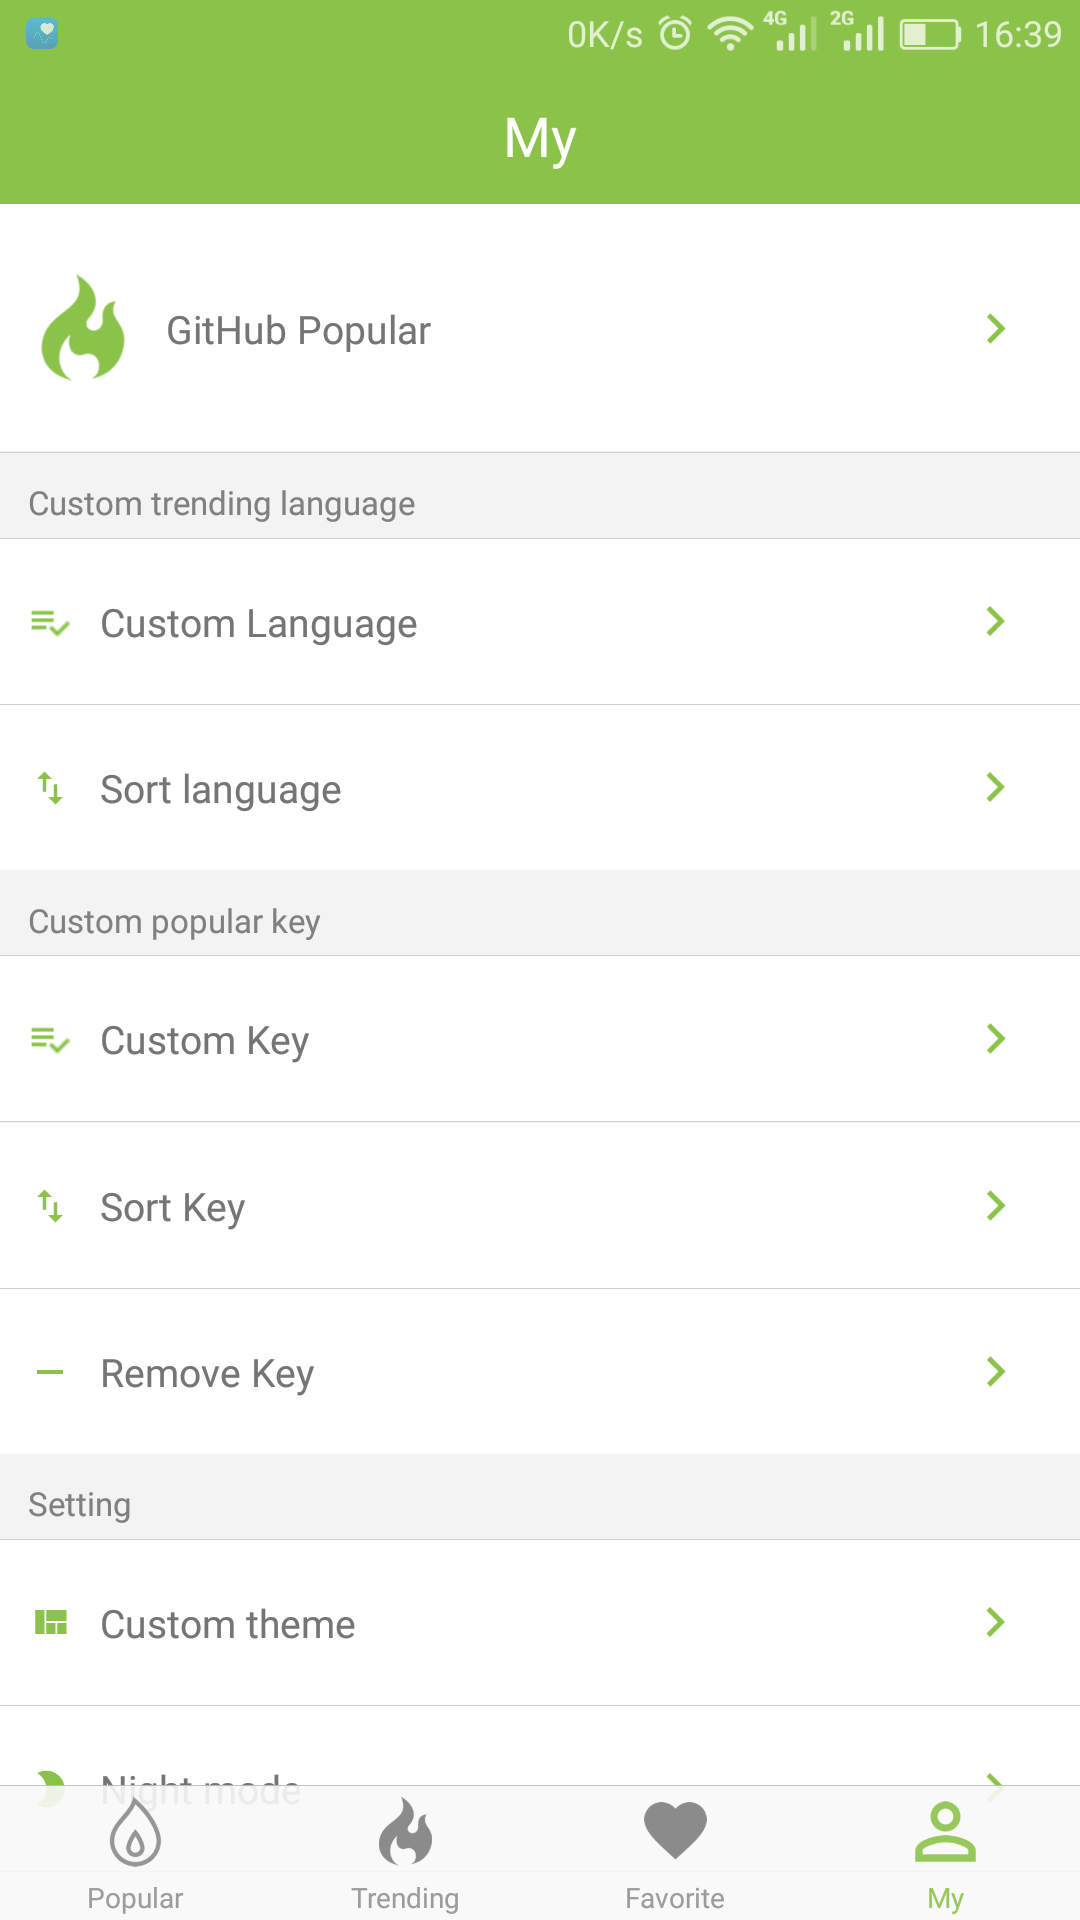 0K/s 4G 2G 16:39
My
GitHub Popular
Custom trending language
Custom Language
Sort language
Custom popular key
Custom Key
Sort Key
Remove Key
Setting
Custom theme
Night mode
Popular Trending Favorite My